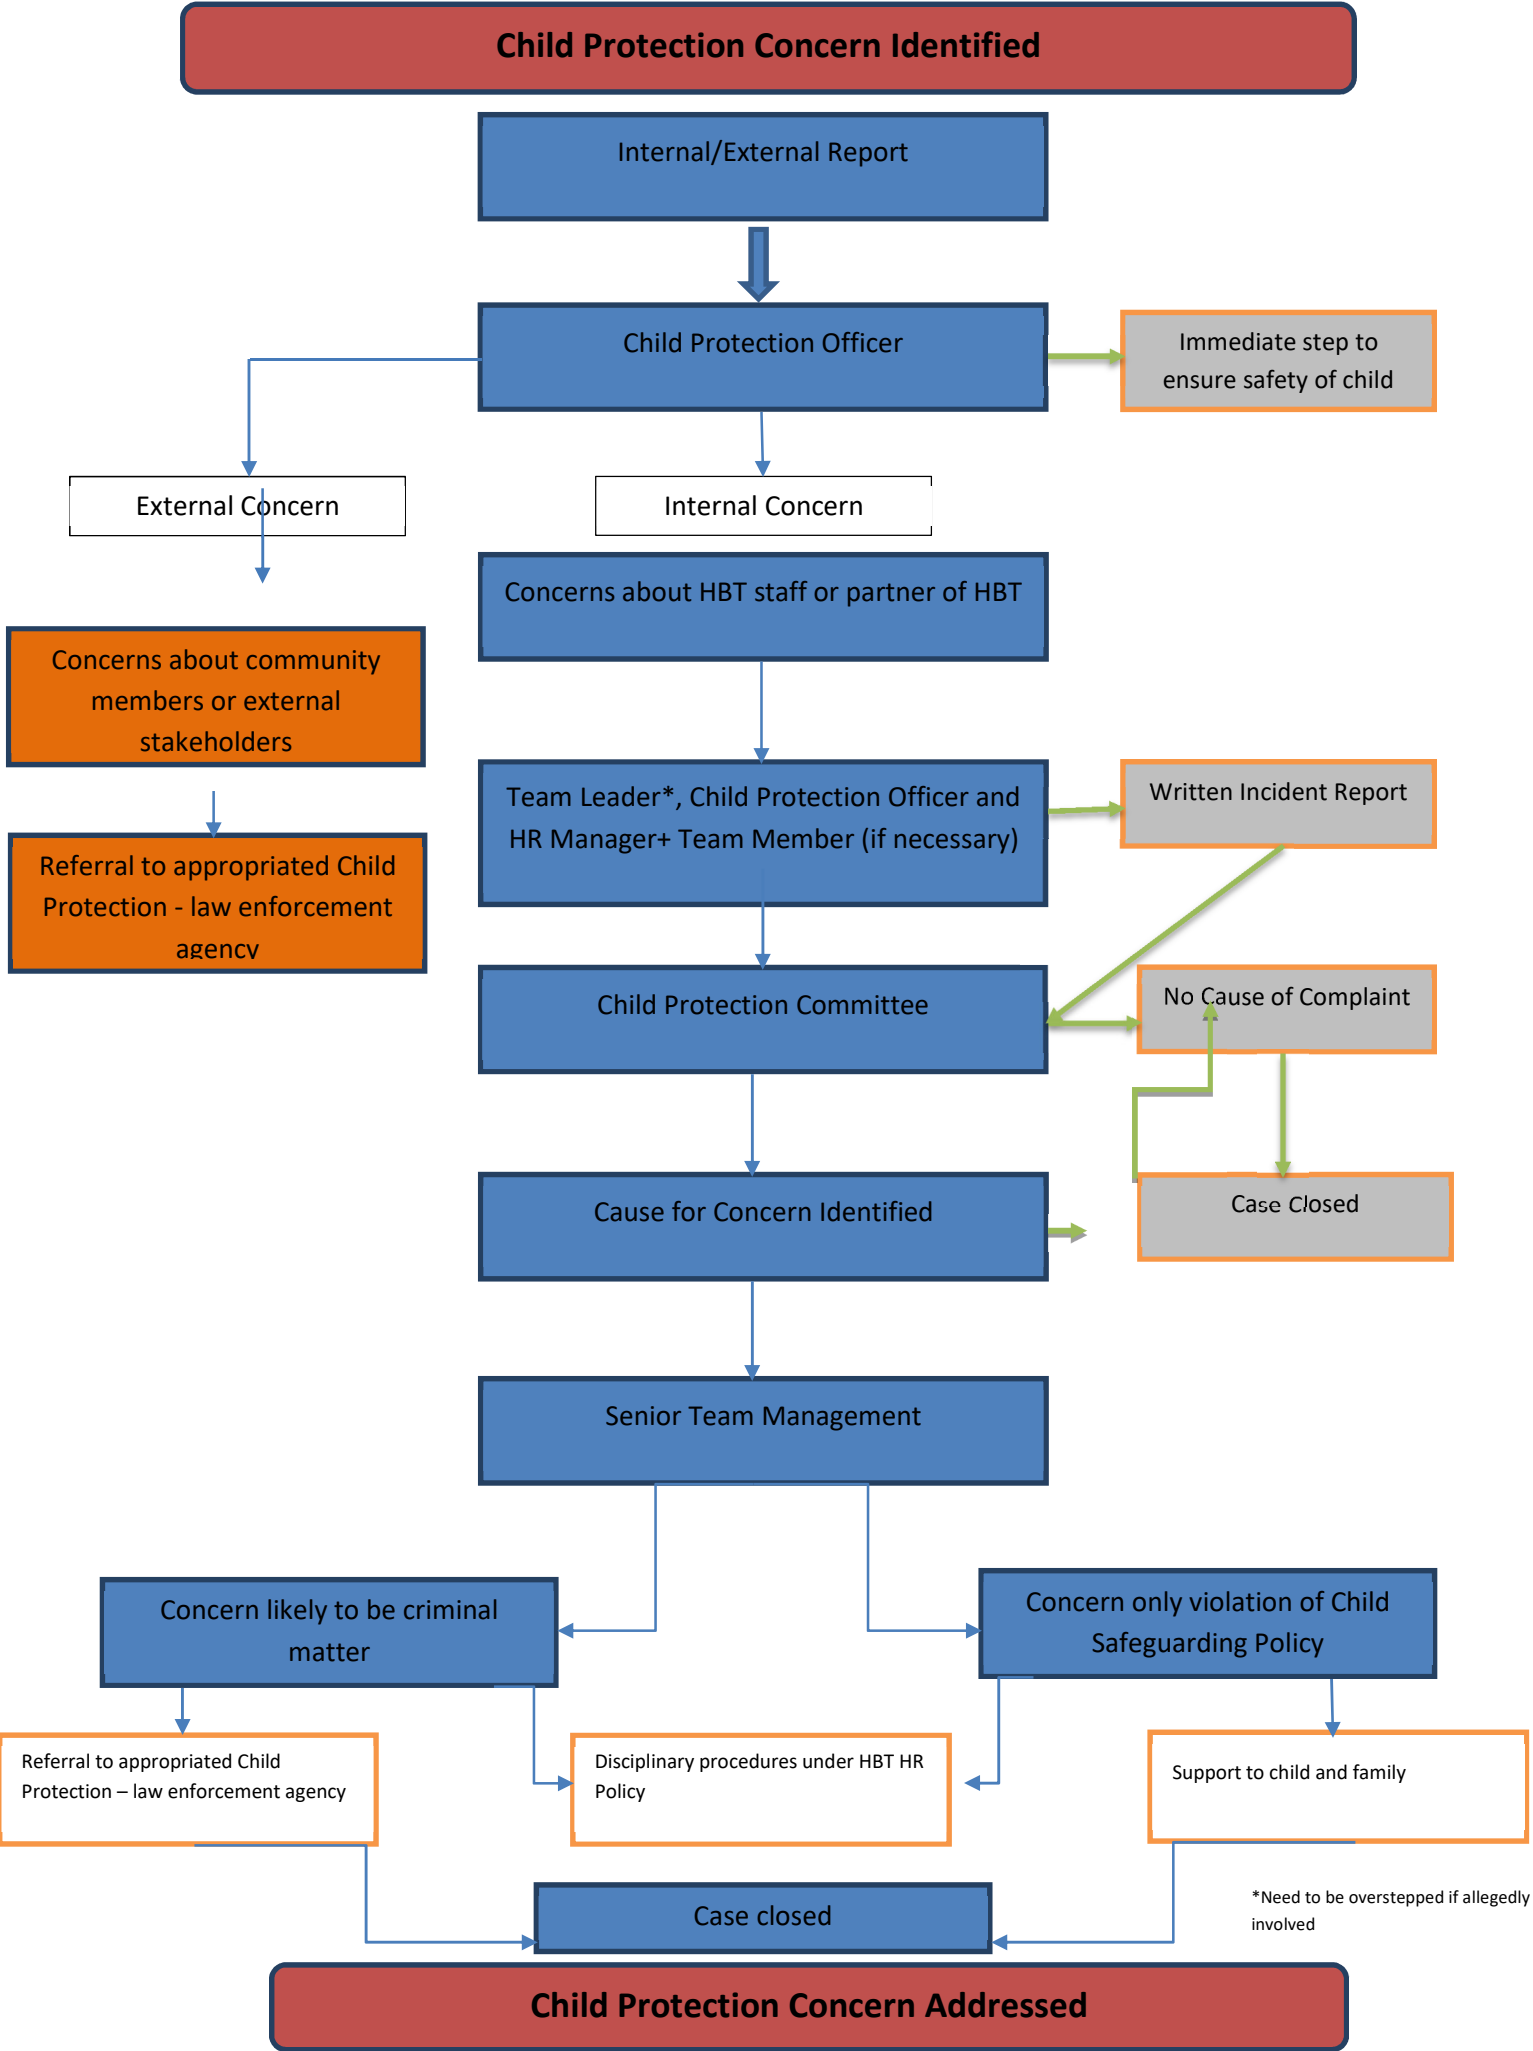 Child Protection Concern Identified
Internal/External Report
Child Protection Officer
Immediate step to
ensure safety of child
External Concern
Internal Concern
Concerns about HBT staff or partner of HBT
Concerns about community
members or external
stakeholders
Team Leader*, Child Protection Officer and
HR Manager+ Team Member (if necessary)
Written Incident Report
Referral to appropriated Child
Protection - law enforcement
agency
Child Protection Committee
No Cause of Complaint
Cause for Concern Identified
Case Closed
Senior Team Management
Concern likely to be criminal
matter
Concern only violation of Child
Safeguarding Policy
Referral to appropriated Child
Protection – law enforcement agency
Disciplinary procedures under HBT HR
Policy
Support to child and family
Case closed
*Need to be overstepped if allegedly
involved
Child Protection Concern Addressed